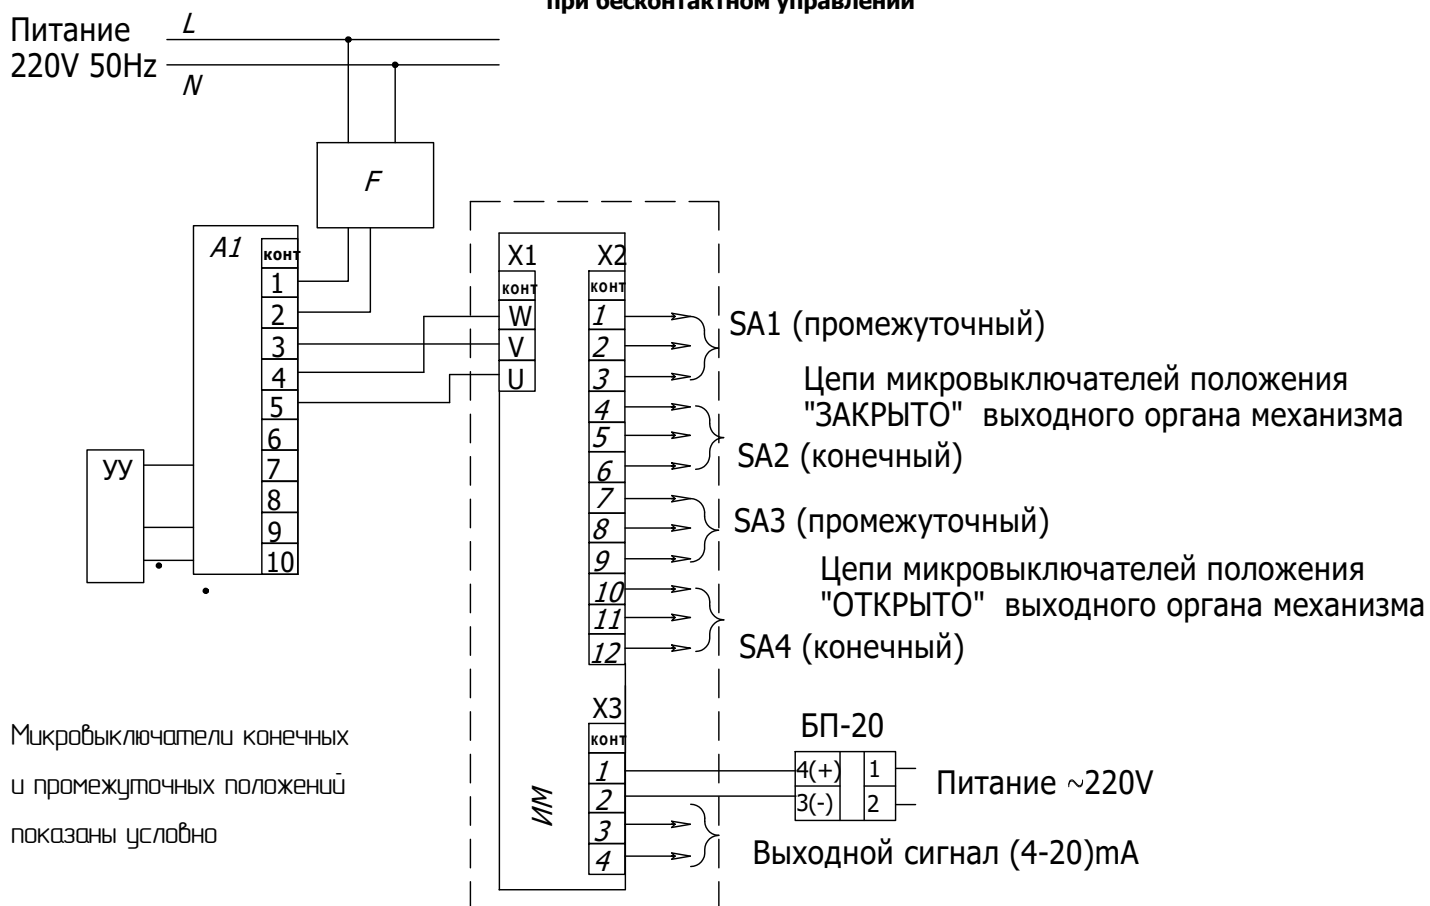 при бесконтактном управлении
Питание L
220V 50Hz
N
F
A1
конт
1
2
3
4
5
6
7
8
9
10
УУ
X1
конт
W
V
U
X2
конт
1
2
3
4
5
6
7
8
9
10
11
12
SA1 (промежуточный)
Цепи микровыключателей положения
"ЗАКРЫТО" выходного органа механизма
SA2 (конечный)
SA3 (промежуточный)
Цепи микровыключателей положения
"ОТКРЫТО" выходного органа механизма
SA4 (конечный)
X3
конт
1
2
3
4
ИМ
БП-20
4(+) 1
3(-) 2
Питание ~220V
Выходной сигнал (4-20)mA
Микровыключатели конечных
и промежуточных положений
показаны условно